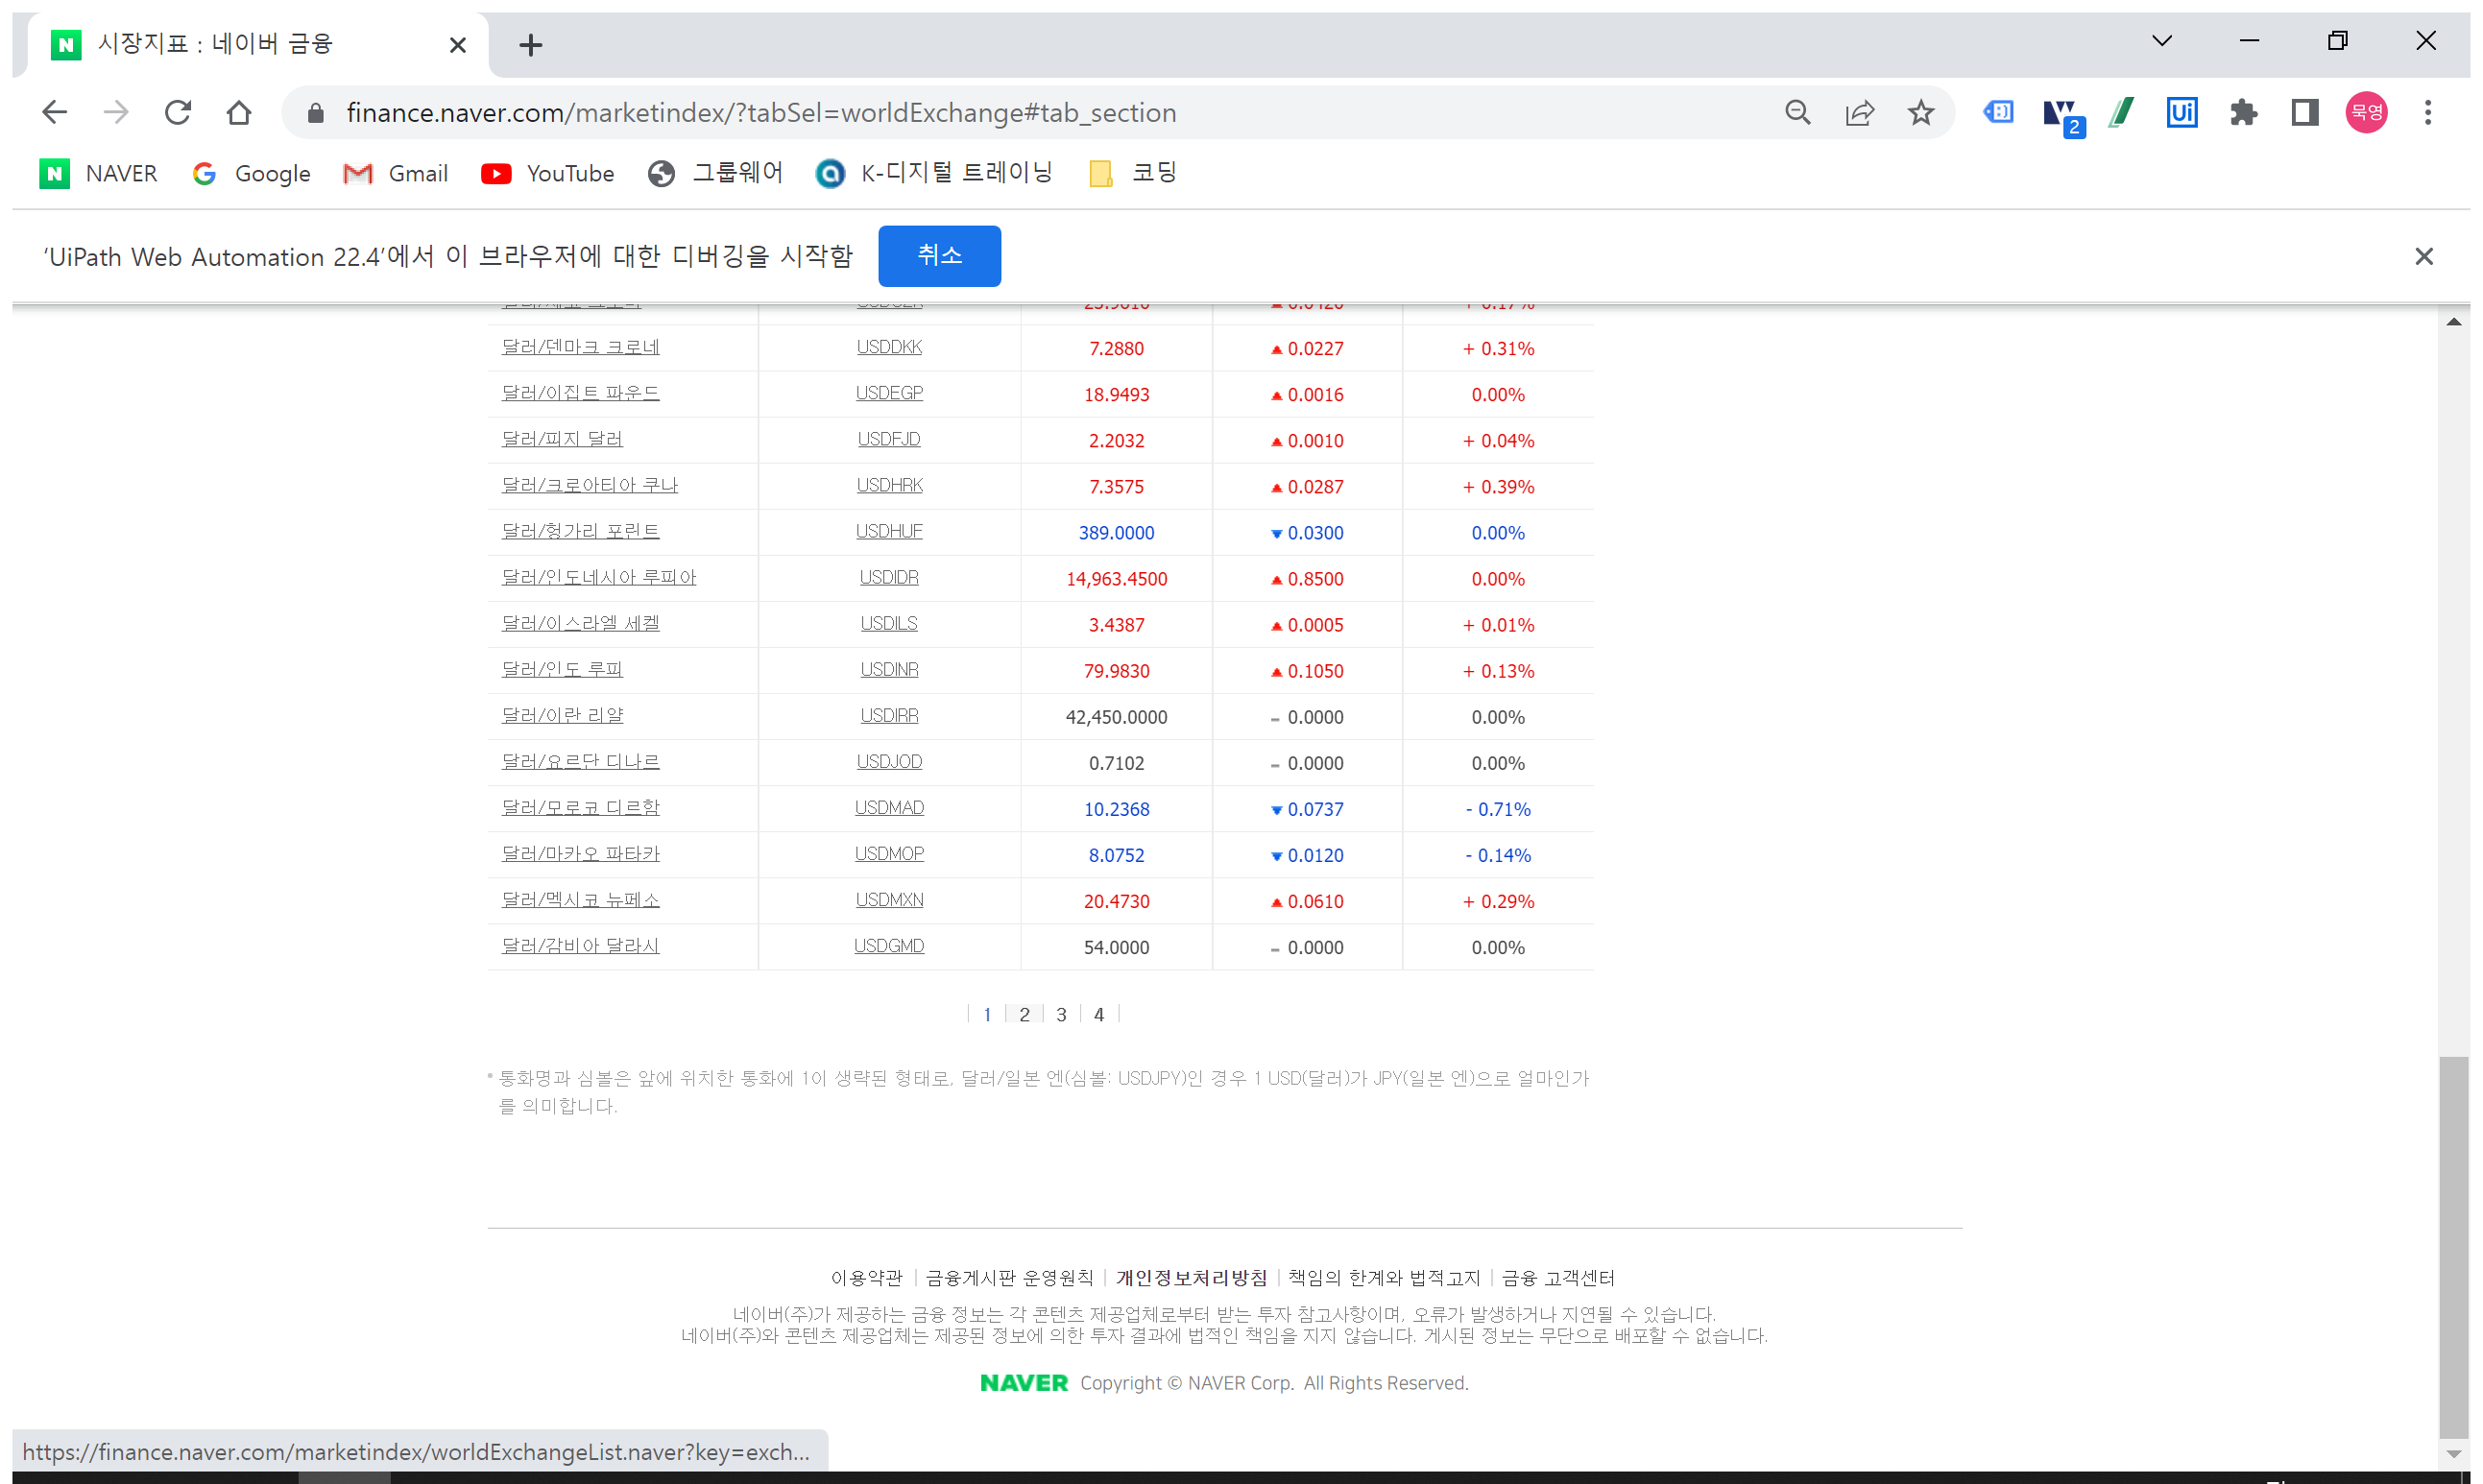 시장지표 : 네이버 금융
finance.naver.com/marketindex/?tabSel=worldExchange#tab_section
2
Ui
묵영
NAVER Google Gmail YouTube 그룹웨어 K-디지털 트레이닝 코딩
'UiPath Web Automation 22.4'에서 이 브라우저에 대한 디버깅을 시작함 취소
달러/덴마크 크로네 USDDKK 7.2880 ▲ 0.0227 + 0.31%
달러/이집트 파운드 USDEGP 18.9493 ▲ 0.0016 0.00%
달러/피지 달러 USDFJD 2.2032 ▲ 0.0010 + 0.04%
달러/크로아티아 쿠나 USDHRK 7.3575 ▲ 0.0287 + 0.39%
달러/헝가리 포린트 USDHUF 389.0000 ▼ 0.0300 0.00%
달러/인도네시아 루피아 USDIDR 14,963.4500 ▲ 0.8500 0.00%
달러/이스라엘 세켈 USDILS 3.4387 ▲ 0.0005 + 0.01%
달러/인도 루피 USDINR 79.9830 ▲ 0.1050 + 0.13%
달러/이란 리얄 USDIRR 42,450.0000 - 0.0000 0.00%
달러/요르단 디나르 USDJOD 0.7102 - 0.0000 0.00%
달러/모로코 디르함 USDMAD 10.2368 ▼ 0.0737 - 0.71%
달러/마카오 파타카 USDMOP 8.0752 ▼ 0.0120 - 0.14%
달러/멕시코 뉴페소 USDMXN 20.4730 ▲ 0.0610 + 0.29%
달러/감비아 달라시 USDGMD 54.0000 - 0.0000 0.00%
1 2 3 4
* 통화명과 심볼은 앞에 위치한 통화에 1이 생략된 형태로, 달러/일본 엔(심볼: USDJPY)인 경우 1 USD(달러)가 JPY(일본 엔)으로 얼마인가
를 의미합니다.
이용약관 금융게시판 운영원칙 개인정보처리방침 책임의 한계와 법적고지 금융 고객센터
네이버(주)가 제공하는 금융 정보는 각 콘텐츠 제공업체로부터 받는 투자 참고사항이며, 오류가 발생하거나 지연될 수 있습니다.
네이버(주)와 콘텐츠 제공업체는 제공된 정보에 의한 투자 결과에 법적인 책임을 지지 않습니다. 게시된 정보는 무단으로 배포할 수 없습니다.
NAVER Copyright © NAVER Corp. All Rights Reserved.
https://finance.naver.com/marketindex/worldExchangeList.naver?key=exch...